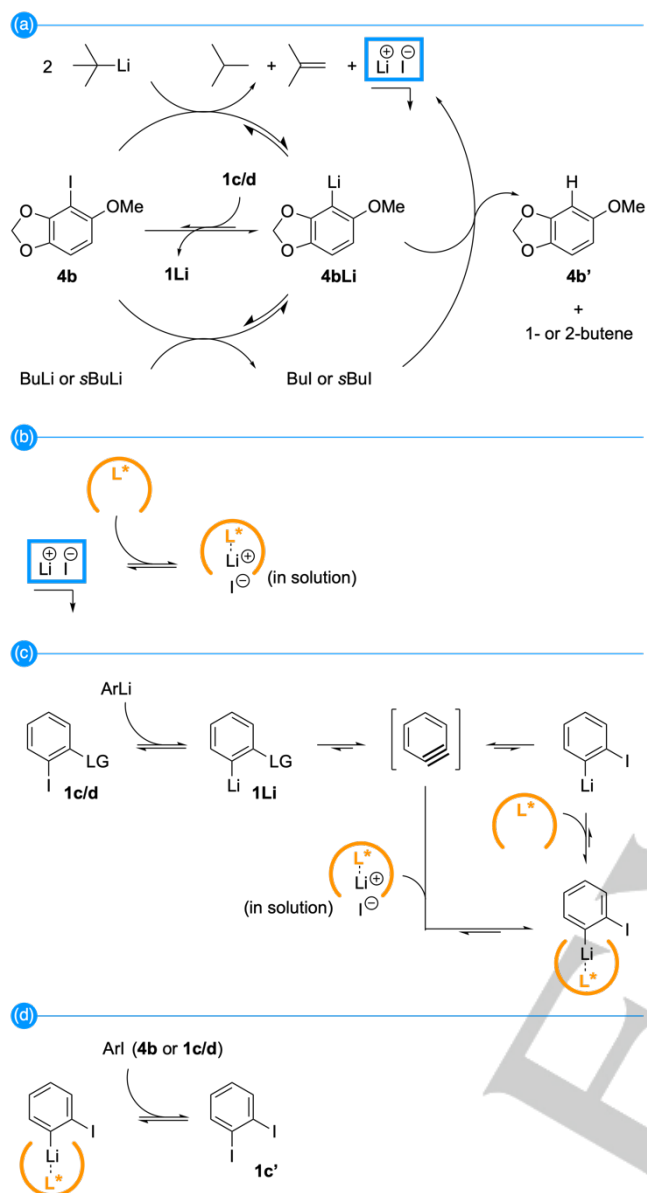 (a)
2 Li + + Li⊕ I⊖
I
OMe
O
O
4b
1c/d
1Li
Li
OMe
O
O
4bLi
H
OMe
O
O
4b'
+
1- or 2-butene
BuLi or sBuLi
BuI or sBuI
(b)
L*
Li⊕ I⊖
L*
Li⊕
I⊖
(in solution)
(c)
ArLi
LG
I
1c/d
LG
Li
1Li
I
Li
L*
L*
Li⊕
I⊖
(in solution)
I
Li
L*
(d)
ArI (4b or 1c/d)
I
Li
L*
I
I
1c'